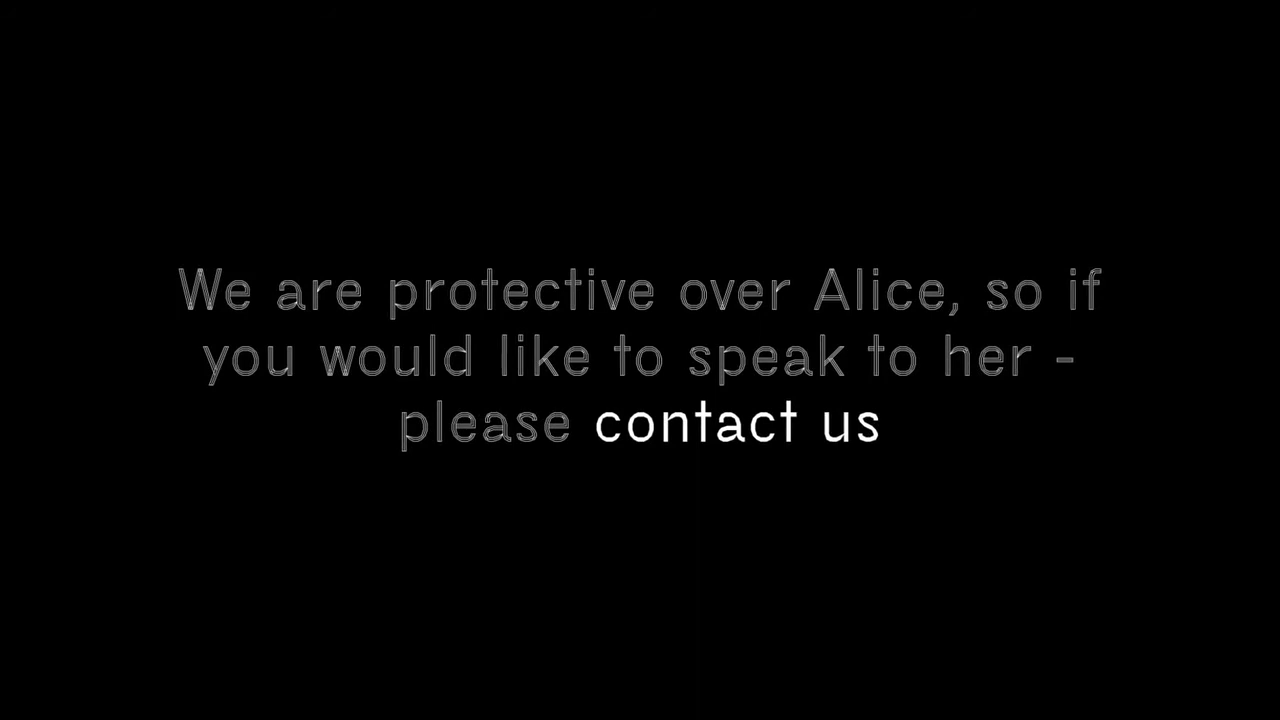 We are protective over Alice, so if
you would like to speak to her -
please contact us